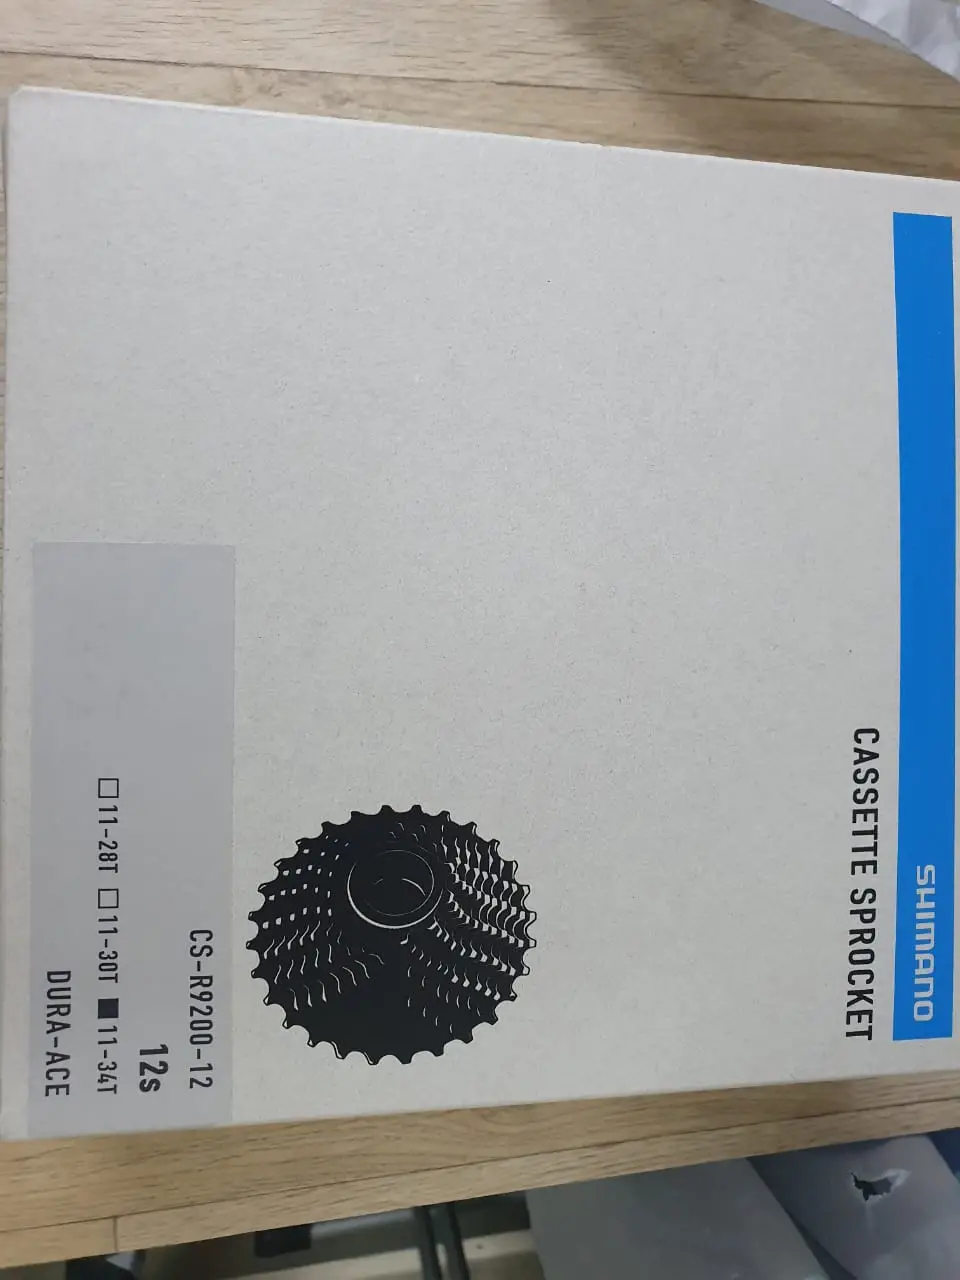 SHIMANO
CASSETTE SPROCKET
CS-R9200-12
12s
□11-28T □11-30T ■11-34T
DURA-ACE